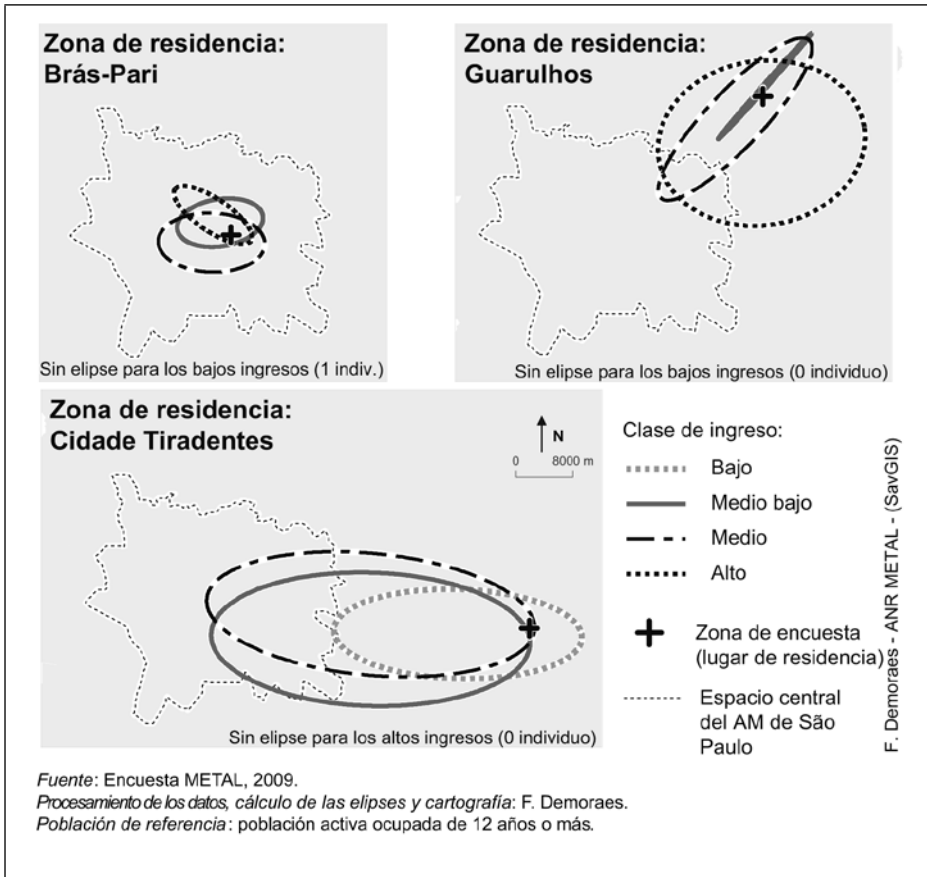 Zona de residencia:
Brás-Pari
Sin elipse para los bajos ingresos (1 indiv.)
Zona de residencia:
Guarulhos
Sin elipse para los bajos ingresos (0 individuo)
Zona de residencia:
Cidade Tiradentes
N
0 8000 m
Sin elipse para los altos ingresos (0 individuo)
Clase de ingreso:
Bajo
Medio bajo
Medio
Alto
Zona de encuesta
(lugar de residencia)
Espacio central
del AM de São
Paulo
F. Demoraes - ANR METAL - (SavGIS)
Fuente: Encuesta METAL, 2009.
Procesamiento de los datos, cálculo de las elipses y cartografía: F. Demoraes.
Población de referencia: población activa ocupada de 12 años o más.